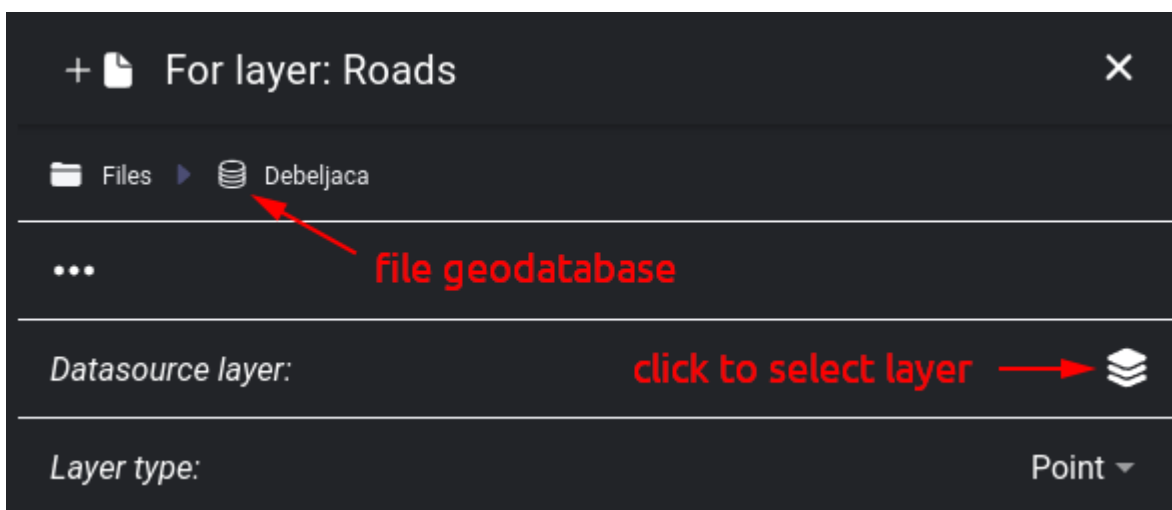 For layer: Roads
Files Debeljaca
file geodatabase
Datasource layer: click to select layer
Layer type: Point